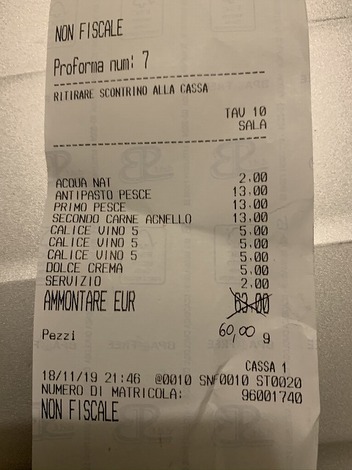 NON FISCALE
Proforma num: 7
RITIRARE SCONTRINO ALLA CASSA
TAV 10
SALA
ACQUA NAT 2.00
ANTIPASTO PESCE 13.00
PRIMO PESCE 13.00
SECONDO CARNE AGNELLO 13.00
CALICE VINO 5 5.00
CALICE VINO 5 5.00
CALICE VINO 5 5.00
DOLCE CREMA 5.00
SERVIZIO 2.00
AMMONTARE EUR 63.00
60,00
Pezzi 9
CASSA 1
18/11/19 21:46 @0010 SNF0010 ST0020
NUMERO DI MATRICOLA: 96001740
NON FISCALE